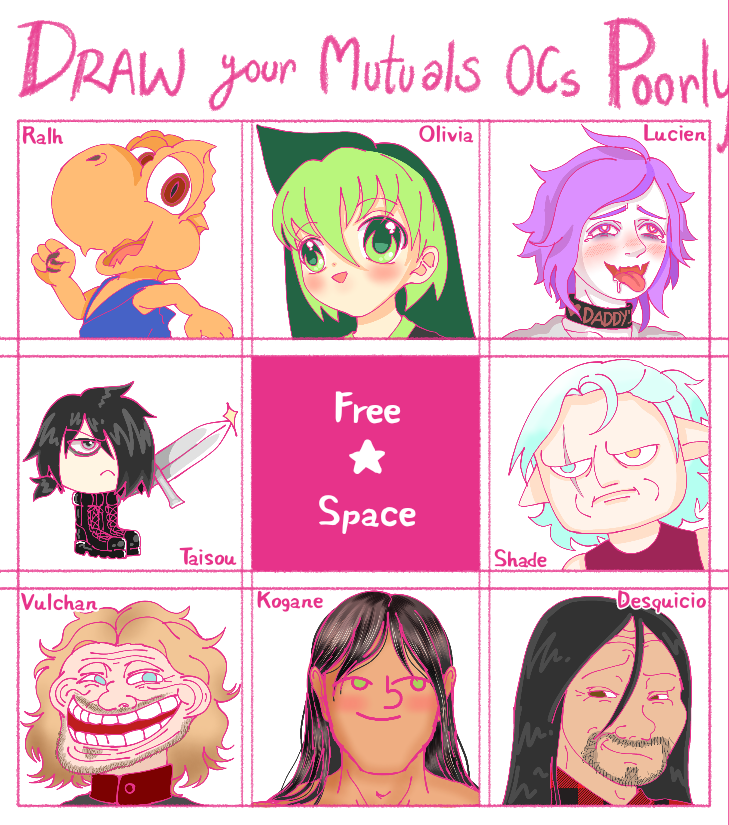 DRAW your Mutuals OCs Poorly
Ralh
Olivia
Lucien
DADDY'
Taisou
Free
Space
Shade
Vulchan
Kogane
Desquicio